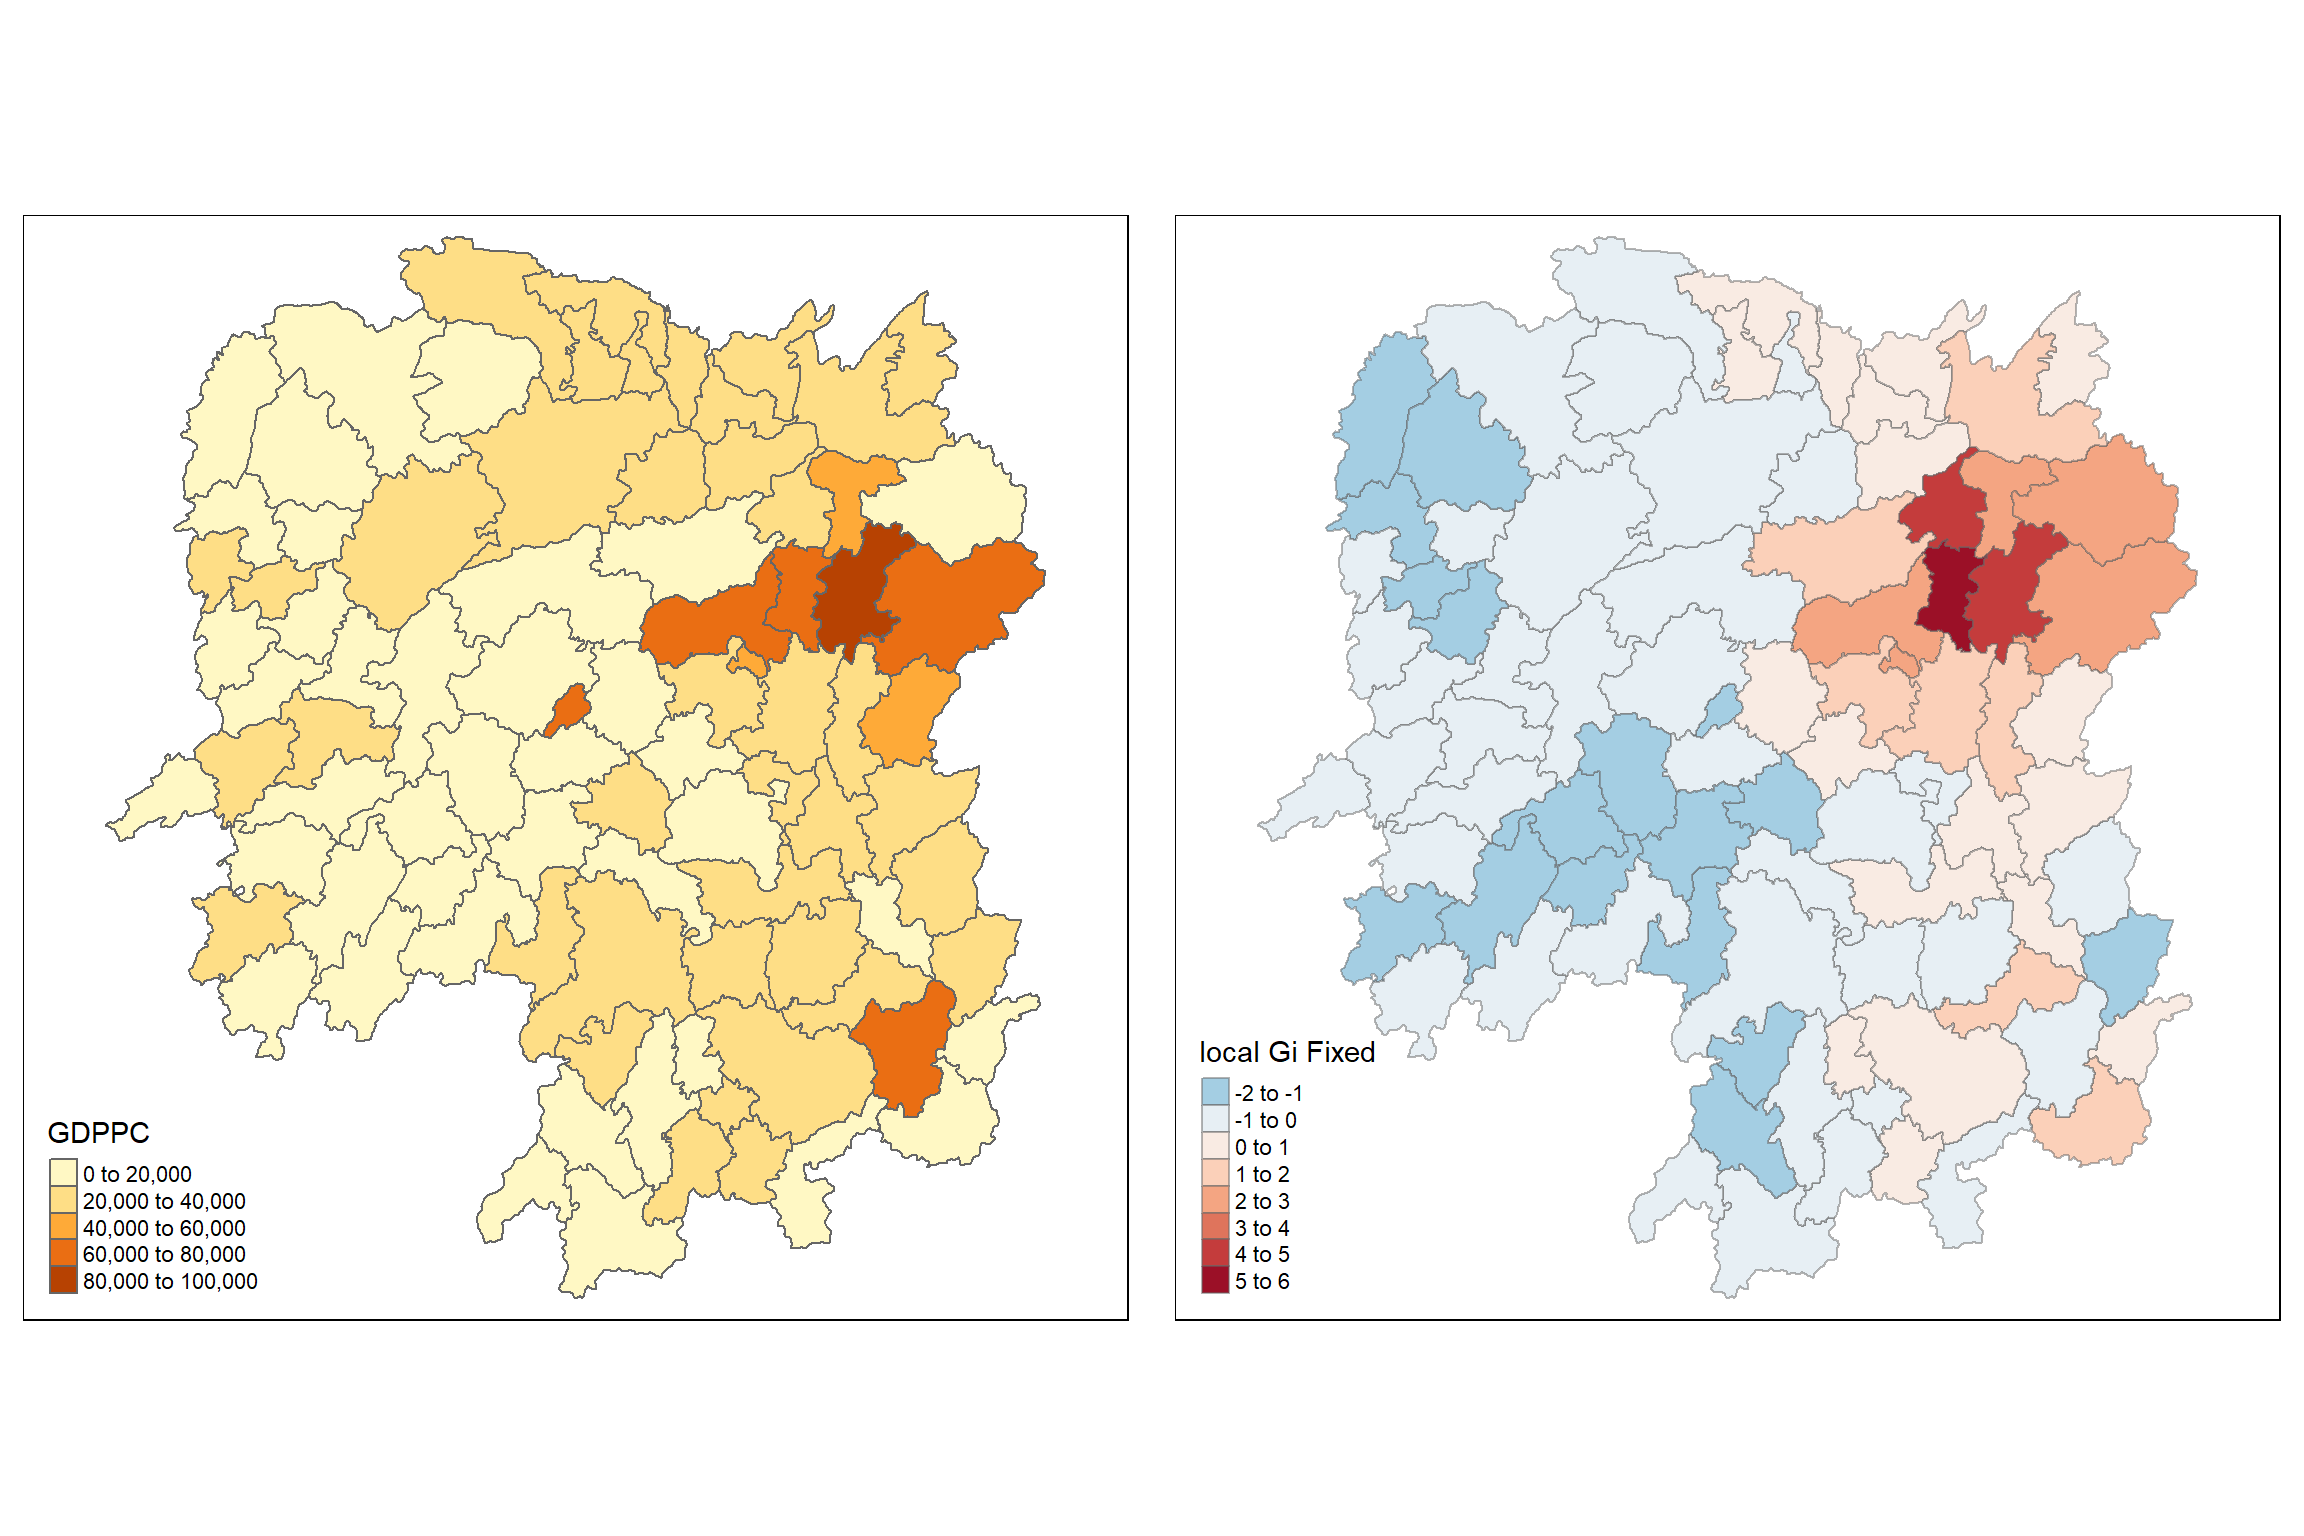 GDPPC
0 to 20,000
20,000 to 40,000
40,000 to 60,000
60,000 to 80,000
80,000 to 100,000
local Gi Fixed
-2 to -1
-1 to 0
0 to 1
1 to 2
2 to 3
3 to 4
4 to 5
5 to 6